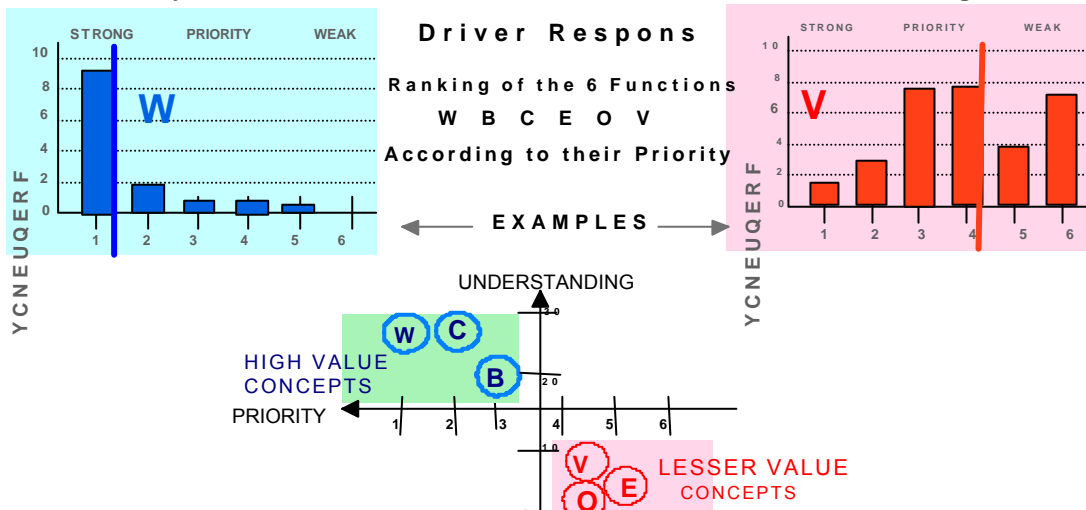 STRONG PRIORITY WEAK
10
8
6
4
2
0
W
1 2 3 4 5 6
YCNEUQERF
Driver Respons
Ranking of the 6 Functions
W B C E O V
According to their Priority
EXAMPLES
STRONG PRIORITY WEAK
10
8
6
4
2
0
V
1 2 3 4 5 6
YCNEUQERF
UNDERSTANDING
30
W C
HIGH VALUE
CONCEPTS
B
20
PRIORITY
1 2 3 4 5 6
10
V
LESSER VALUE
E
CONCEPTS
O